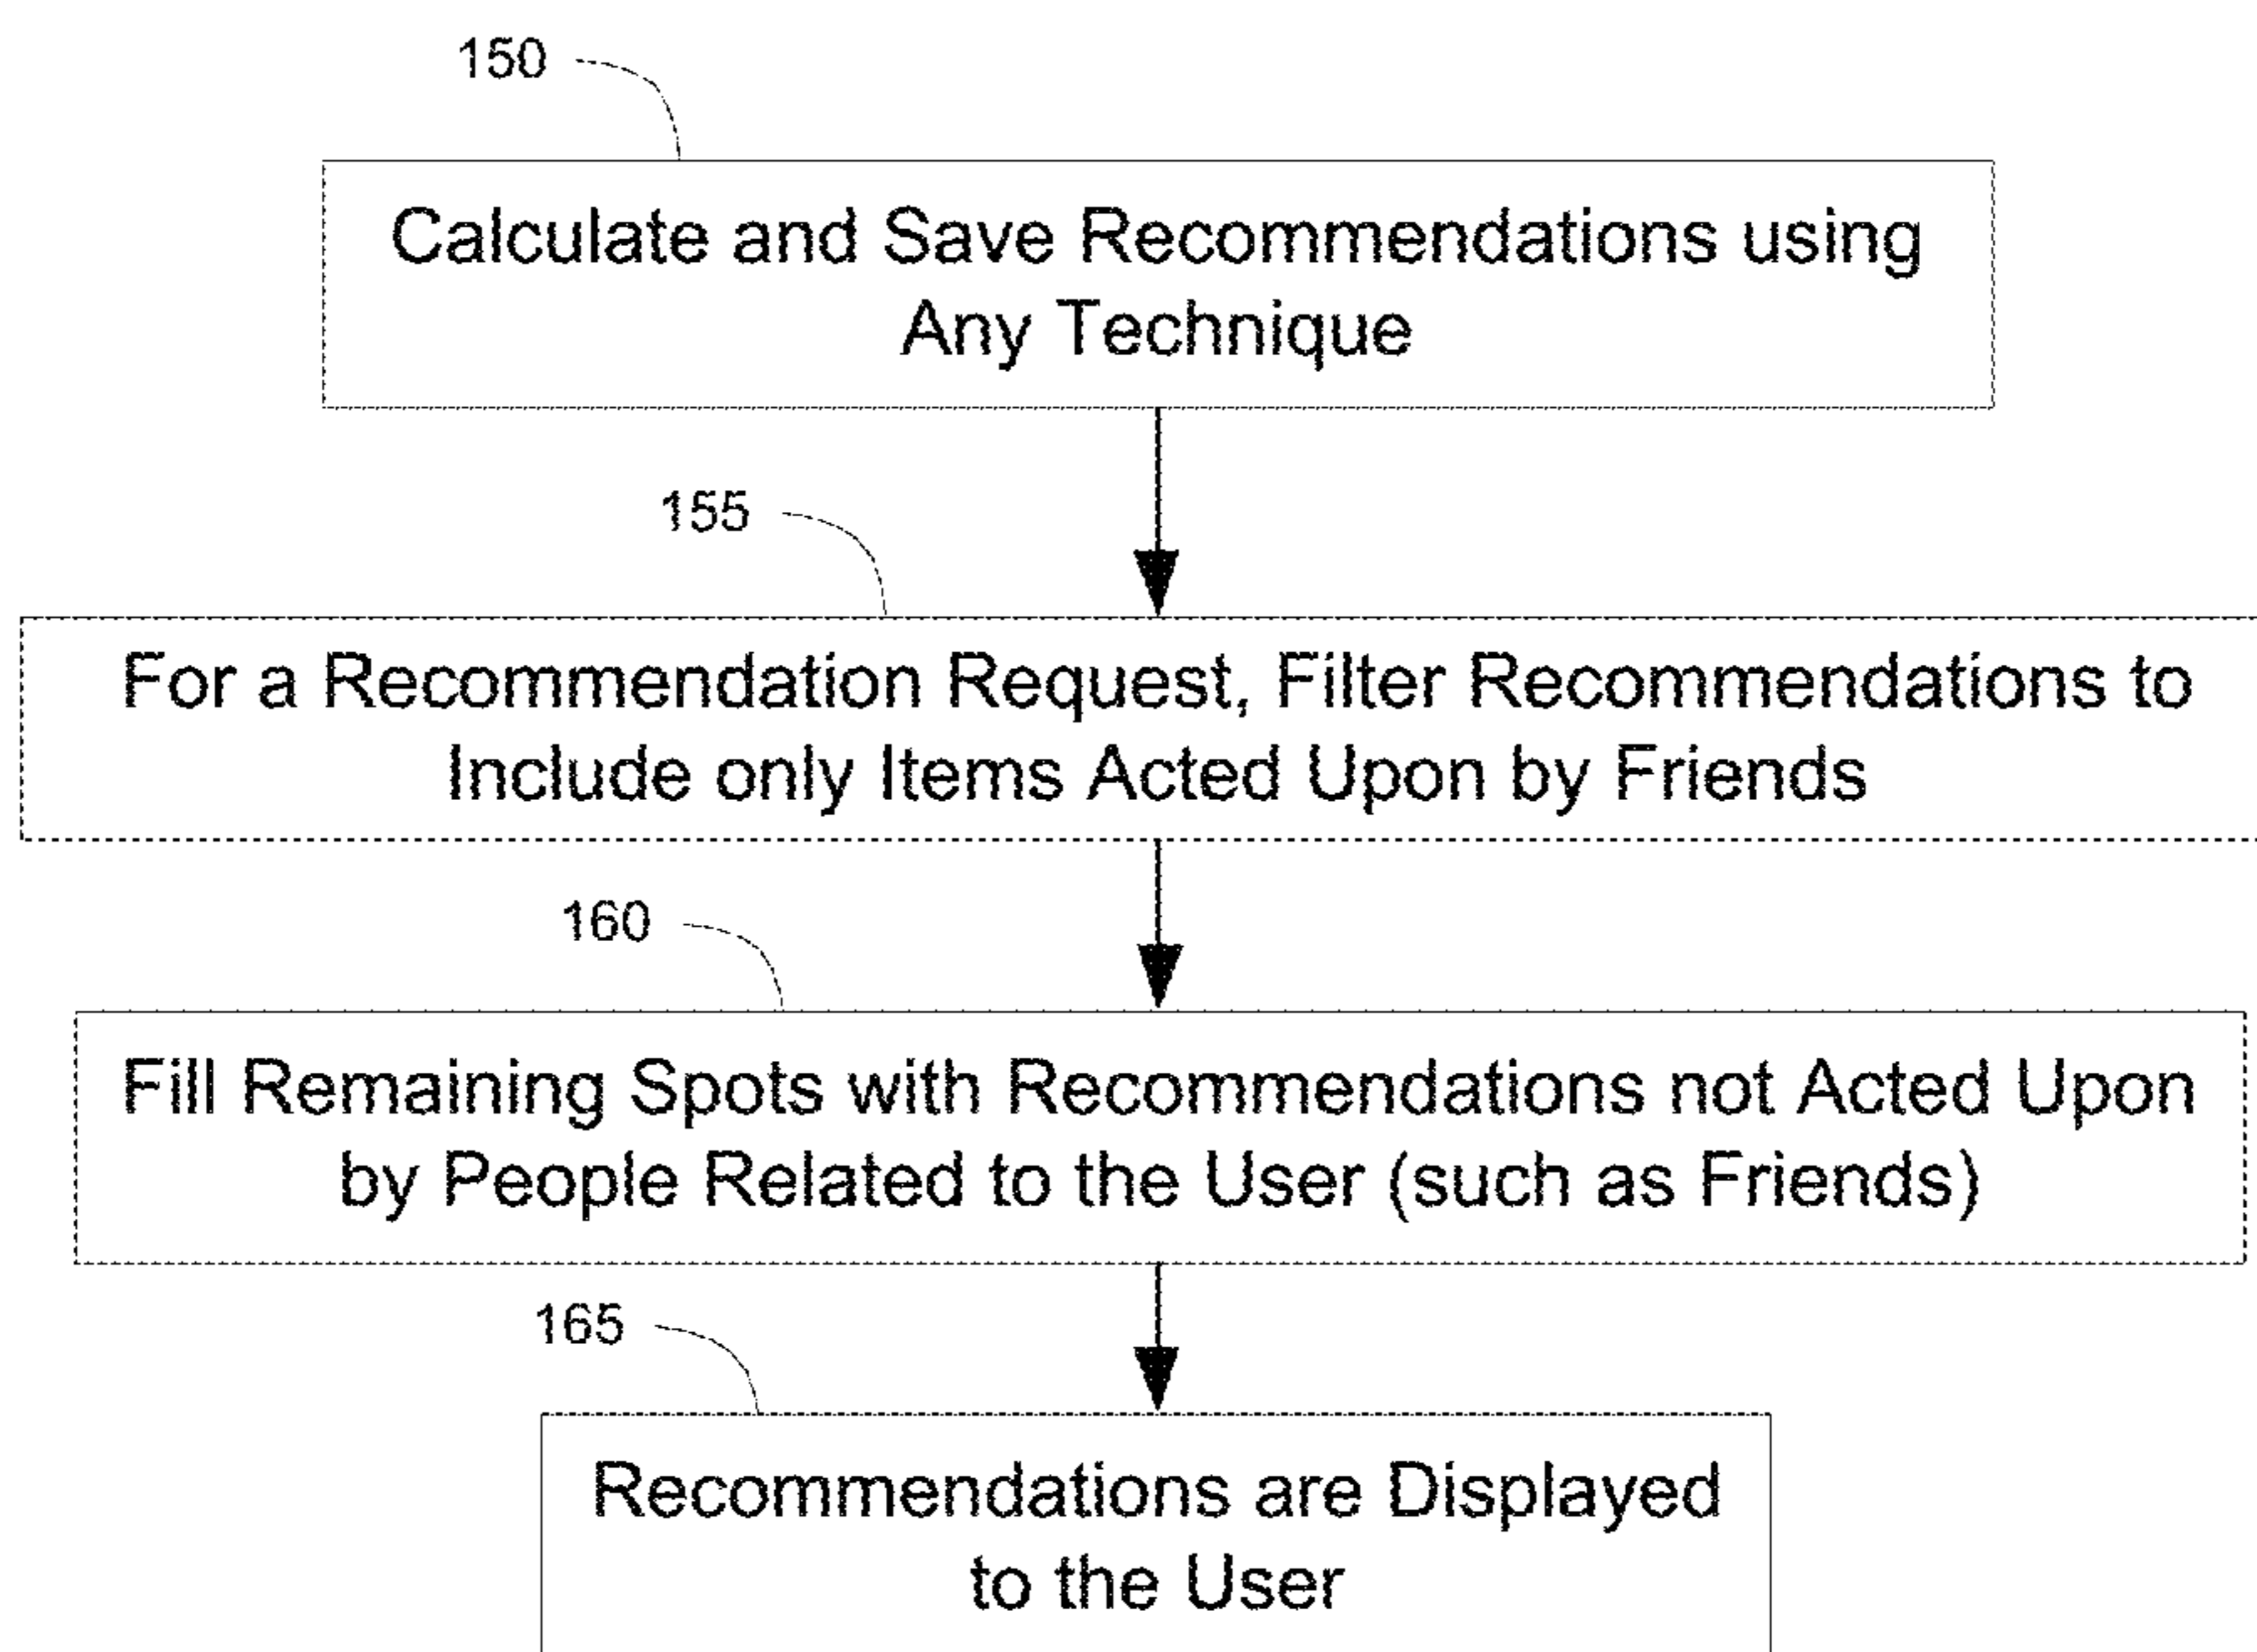 150
Calculate and Save Recommendations using
Any Technique
155
For a Recommendation Request, Filter Recommendations to
Include only Items Acted Upon by Friends
160
Fill Remaining Spots with Recommendations not Acted Upon
by People Related to the User (such as Friends)
165
Recommendations are Displayed
to the User